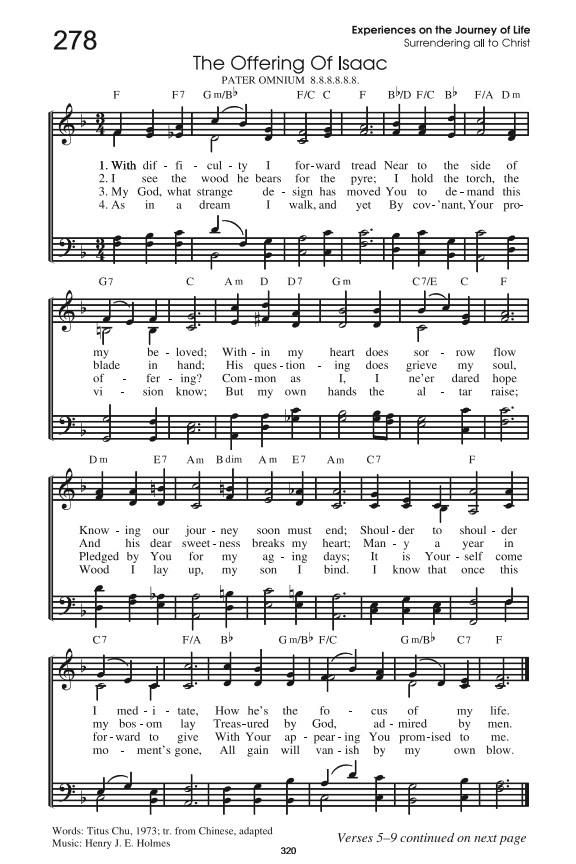 278
Experiences on the Journey of Life
Surrendering all to Christ
The Offering Of Isaac
PATER OMNIUM 8.8.8.8.8.8.
F F7 Gm/B♭ F/C C F B♭/D F/C B♭ F/A Dm
1. With dif - fi - cul - ty I for - ward tread Near to the side of
2. I see the wood he bears for the pyre; I hold the torch, the
3. My God, what strange de - sign has moved You to de - mand this
4. As in a dream I walk, and yet By cov - 'nant, Your pro-
G7 C Am D D7 Gm C7/E C F
my be - loved; With - in my heart does sor - row flow
blade in hand; His ques - tion - ing does grieve my soul,
of - fer - ing? Com - mon as I, I ne'er dared hope
vi - sion know; But my own hands the al - tar raise;
Dm E7 Am Bdim Am E7 Am C7 F
Know - ing our jour - ney soon must end; Shoul - der to shoul - der
And his dear sweet - ness breaks my heart; Man - y a year in
Pledged by You for my ag - ing days; It is Your - self come
Wood I lay up, my son I bind. I know that once this
C7 F/A B♭ Gm/B♭ F/C Gm/B♭ C7 F
I med - i - tate, How he's the fo - cus of my life.
my bos - om lay Treas - ured by God, ad - mired by men.
for - ward to give With Your ap - pear - ing You prom - ised to me.
mo - ment's gone, All gain will van - ish by my own blow.
Words: Titus Chu, 1973; tr. from Chinese, adapted
Music: Henry J. E. Holmes
Verses 5–9 continued on next page
320